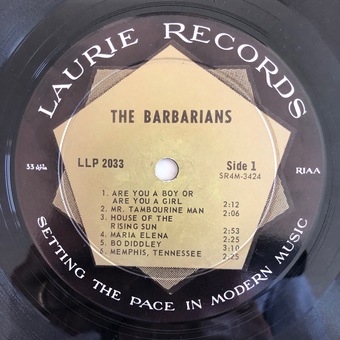 LAURIE RECORDS
THE BARBARIANS
LLP 2033
Side 1
SR4M-3424
33 ⅓
RIAA
1. ARE YOU A BOY OR
ARE YOU A GIRL 2:12
2. MR. TAMBOURINE MAN 2:06
3. HOUSE OF THE
RISING SUN 2:53
4. MARIA ELENA 2:25
5. BO DIDDLEY 3:10
6. MEMPHIS, TENNESSEE 2:25
SETTING THE PACE IN MODERN MUSIC